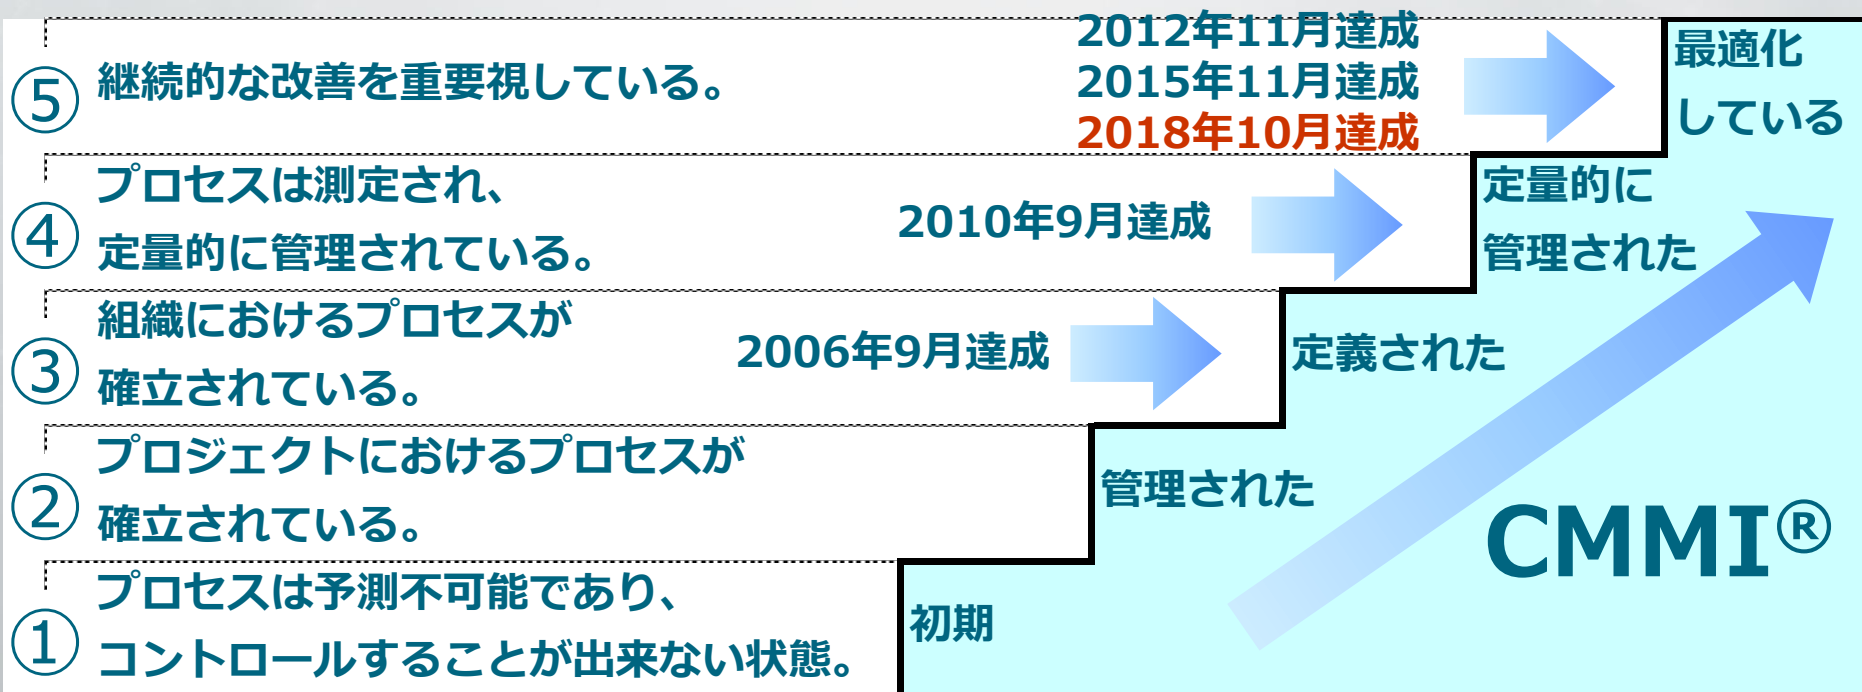 ⑤ 継続的な改善を重要視している。
2012年11月達成
2015年11月達成
2018年10月達成
最適化
している
④ プロセスは測定され、
定量的に管理されている。
2010年9月達成
定量的に
管理された
③ 組織におけるプロセスが
確立されている。
2006年9月達成
定義された
② プロジェクトにおけるプロセスが
確立されている。
管理された
CMMI®
① プロセスは予測不可能であり、
コントロールすることが出来ない状態。
初期